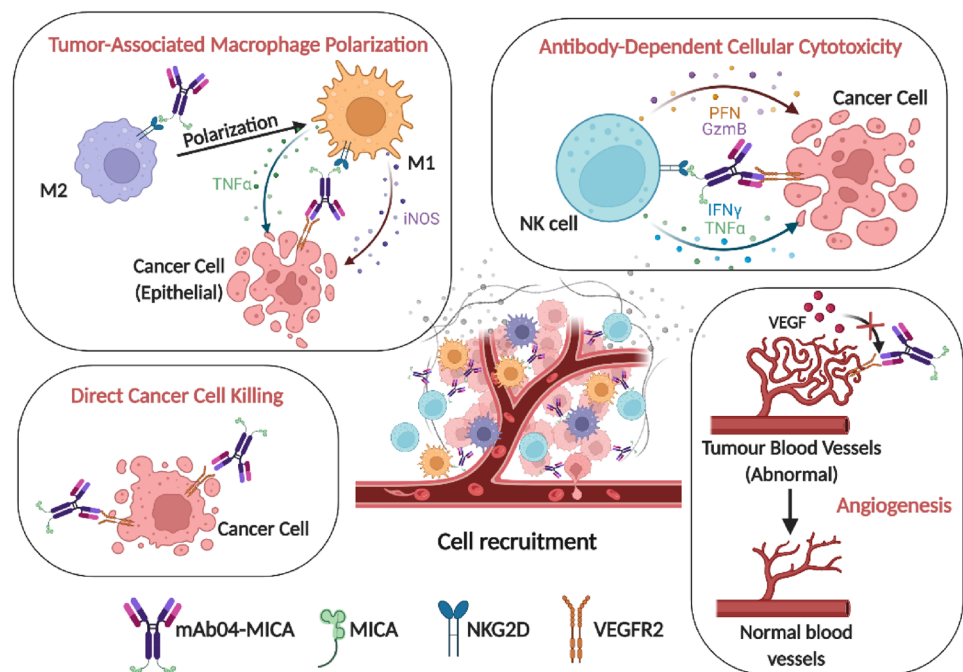 Tumor-Associated Macrophage Polarization
M2
Polarization
M1
TNFα
iNOS
Cancer Cell
(Epithelial)
Antibody-Dependent Cellular Cytotoxicity
Cancer Cell
PFN
GzmB
NK cell
IFNγ
TNFα
Direct Cancer Cell Killing
Cancer Cell
Cell recruitment
VEGF
Tumour Blood Vessels
(Abnormal)
Angiogenesis
Normal blood
vessels
mAb04-MICA
MICA
NKG2D
VEGFR2